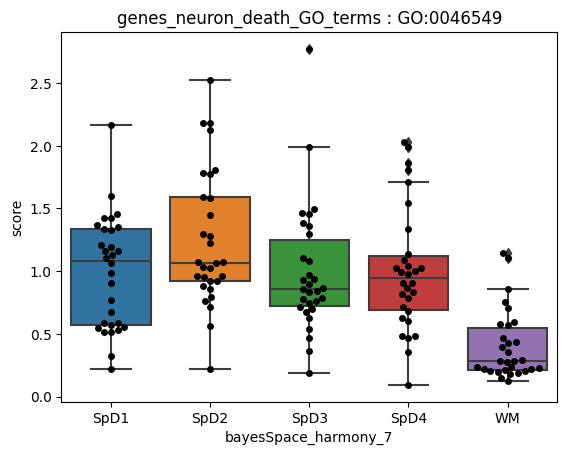 genes_neuron_death_GO_terms : GO:0046549
2.5
2.0
1.5
1.0
0.5
0.0
score
SpD1 SpD2 SpD3 SpD4 WM
bayesSpace_harmony_7